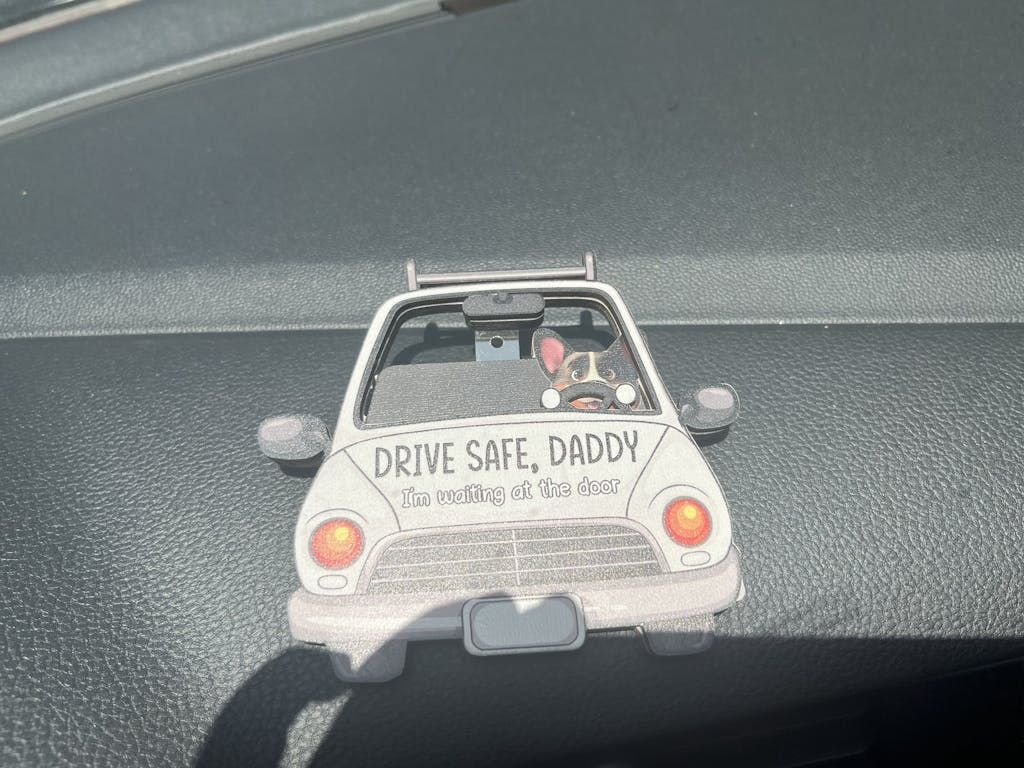 DRIVE SAFE, DADDY
I'm waiting at the door